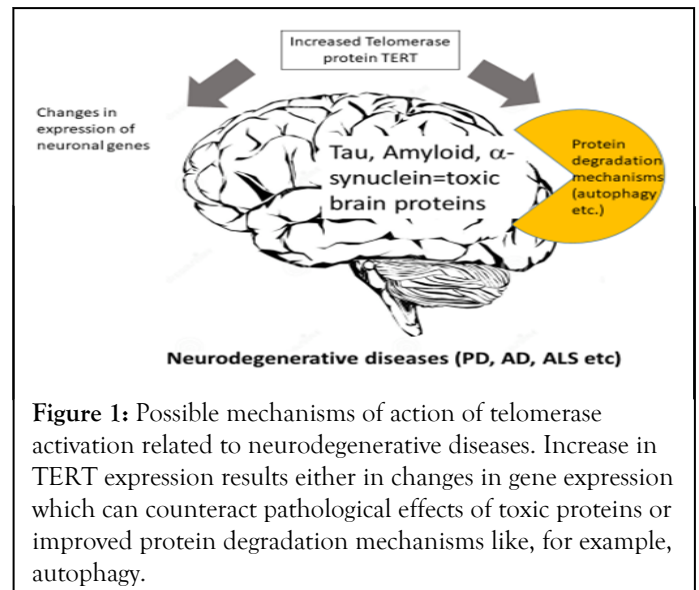 Increased Telomerase
protein TERT
Changes in
expression of
neuronal genes
Tau, Amyloid, α-
synuclein=toxic
brain proteins
Protein
degradation
mechanisms
(autophagy
etc.)
Neurodegenerative diseases (PD, AD, ALS etc)
Figure 1: Possible mechanisms of action of telomerase
activation related to neurodegenerative diseases. Increase in
TERT expression results either in changes in gene expression
which can counteract pathological effects of toxic proteins or
improved protein degradation mechanisms like, for example,
autophagy.